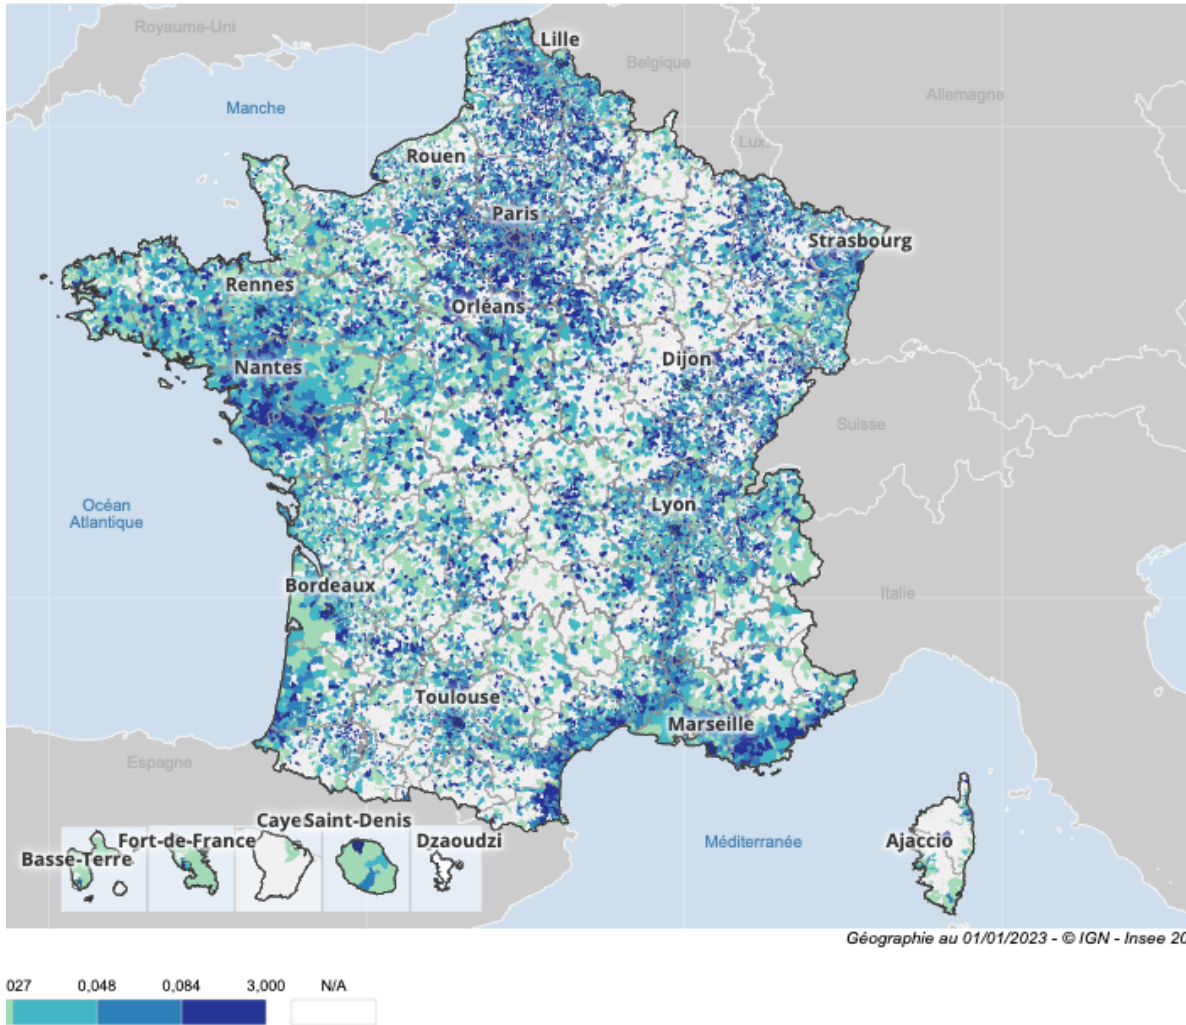 Royaume-Uni
Lille
Belgique
Allemagne
Manche
Lux.
Rouen
Paris
Strasbourg
Rennes
Orléans
Dijon
Nantes
Suisse
Océan
Atlantique
Lyon
Bordeaux
Italie
Toulouse
Marseille
Espagne
Caye
Saint-Denis
Fort-de-France
Dzaoudzi
Méditerranée
Ajaccio
Basse-Terre
Géographie au 01/01/2023 - © IGN - Insee 20
027 0,048 0,084 3,000 N/A